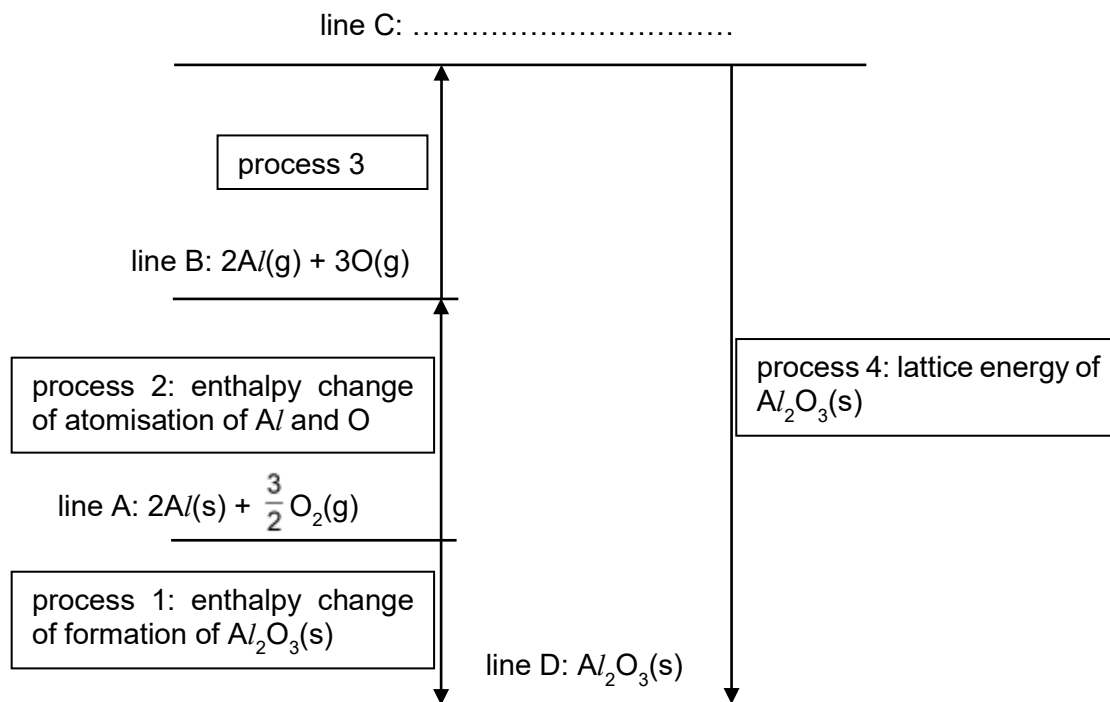 line C: ……………………………
process 3
line B: 2Al(g) + 3O(g)
process 2: enthalpy change
of atomisation of Al and O
process 4: lattice energy of
Al₂O₃(s)
line A: 2Al(s) + 3/2 O₂(g)
process 1: enthalpy change
of formation of Al₂O₃(s)
line D: Al₂O₃(s)